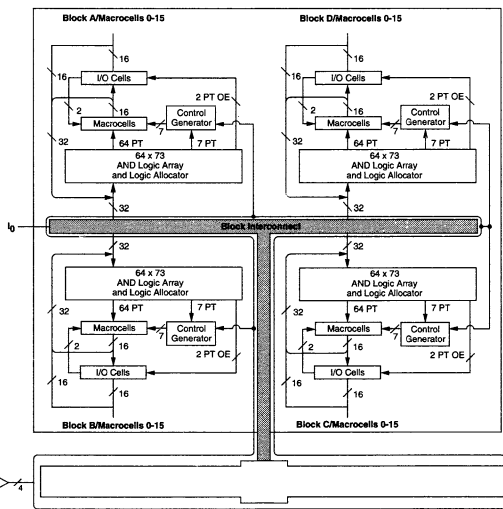 Block A/Macrocells 0-15
Block D/Macrocells 0-15
16
16
I/O Cells
2 PT OE
2
16
32
Macrocells
7
Control
Generator
64 PT
7 PT
64 x 73
AND Logic Array
and Logic Allocator
32
16
16
I/O Cells
2 PT OE
2
16
32
Macrocells
7
Control
Generator
64 PT
7 PT
64 x 73
AND Logic Array
and Logic Allocator
32
I0
Block Interconnect
32
64 x 73
AND Logic Array
and Logic Allocator
64 PT
7 PT
32
Macrocells
7
Control
Generator
2
16
2 PT OE
I/O Cells
16
16
32
64 x 73
AND Logic Array
and Logic Allocator
64 PT
7 PT
32
Macrocells
7
Control
Generator
2
16
2 PT OE
I/O Cells
16
16
Block B/Macrocells 0-15
Block C/Macrocells 0-15
4